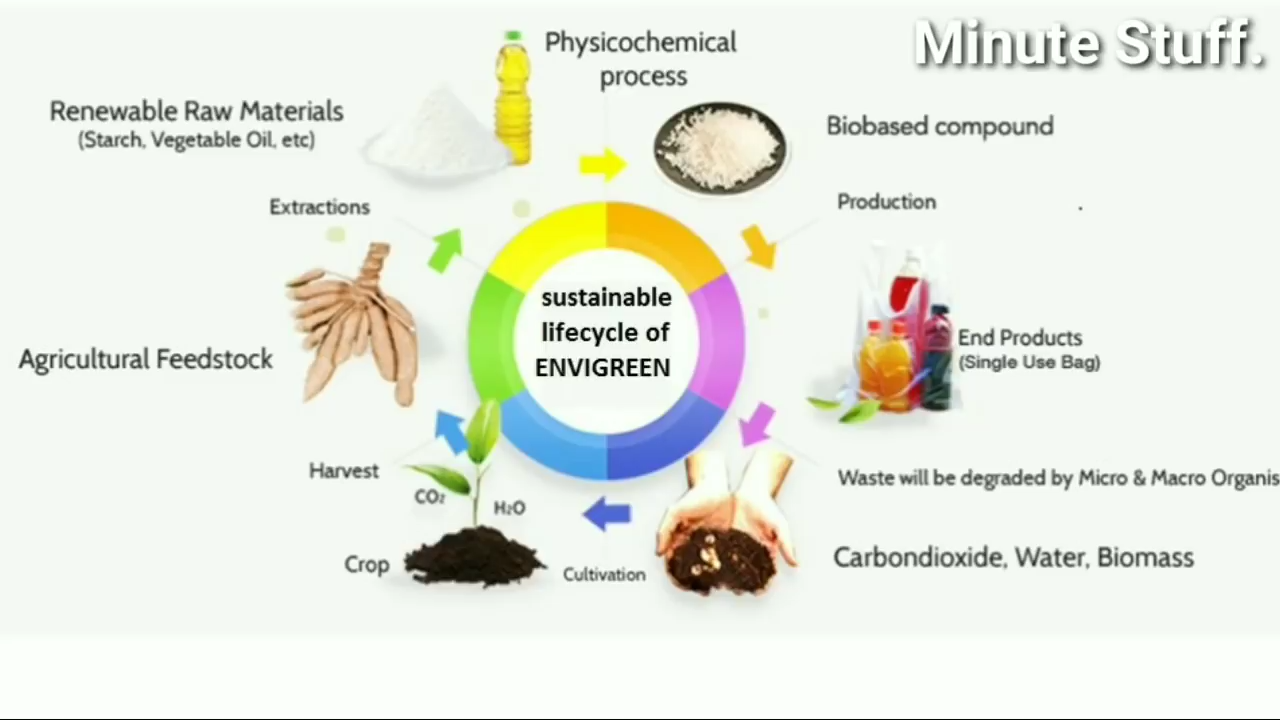 Minute Stuff.
Physicochemical
process
Renewable Raw Materials
(Starch, Vegetable Oil, etc)
Biobased compound
Extractions
Production
sustainable
lifecycle of
ENVIGREEN
Agricultural Feedstock
End Products
(Single Use Bag)
Harvest
CO₂
H₂O
Waste will be degraded by Micro & Macro Organis
Crop
Cultivation
Carbondioxide, Water, Biomass